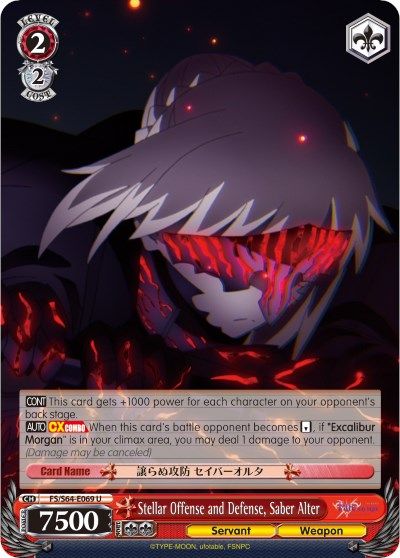 LEVEL
2
2
COST
CONT This card gets +1000 power for each character on your opponent's
back stage.
AUTO CXCOMBO When this card's battle opponent becomes , if "Excalibur
Morgan" is in your climax area, you may deal 1 damage to your opponent.
(Damage may be cancelled)
Card Name 譲らぬ攻防 セイバーオルタ
CH FS/S64-E069 U Stellar Offense and Defense, Saber Alter
POWER 7500 SOUL Servant Weapon
©TYPE-MOON, ufotable, FSNPC